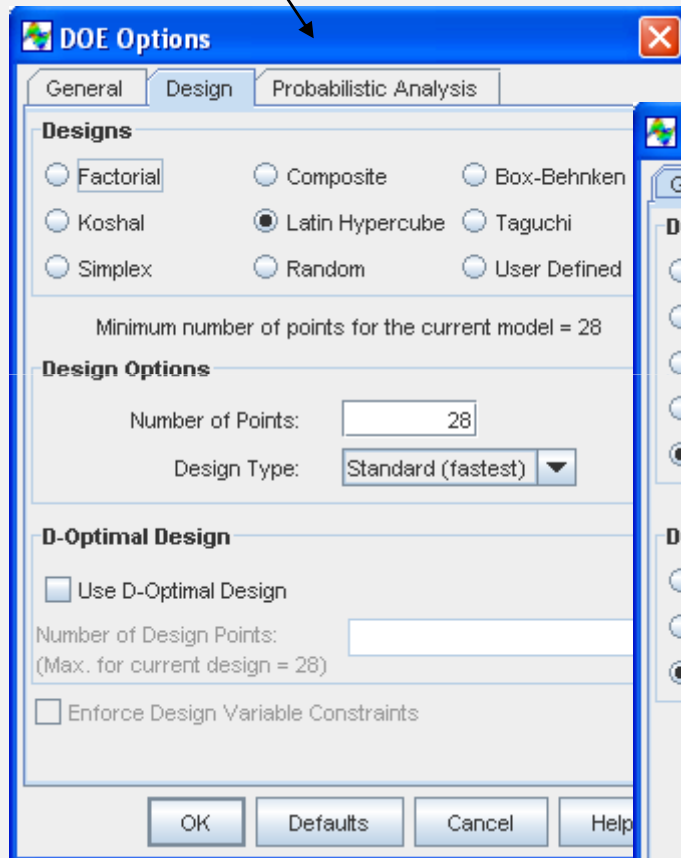 DOE Options
General Design Probabilistic Analysis
Designs
Factorial Composite Box-Behnken
Koshal Latin Hypercube Taguchi
Simplex Random User Defined
Minimum number of points for the current model = 28
Design Options
Number of Points: 28
Design Type: Standard (fastest)
D-Optimal Design
Use D-Optimal Design
Number of Design Points:
(Max. for current design = 28)
Enforce Design Variable Constraints
OK Defaults Cancel Help
G
D
D